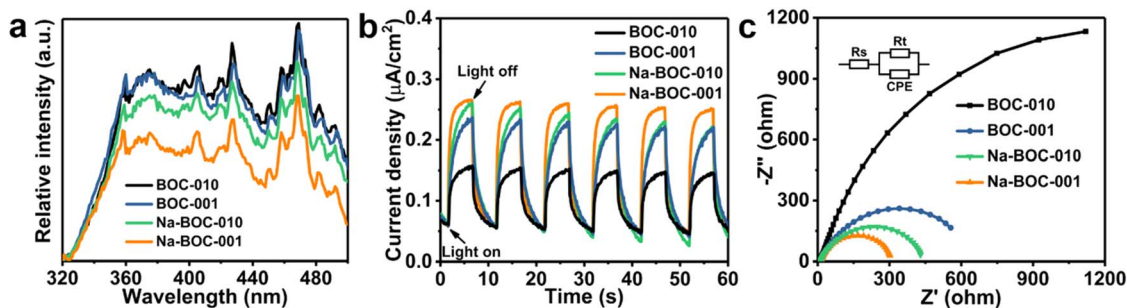 a
Relative intensity (a.u.)
BOC-010
BOC-001
Na-BOC-010
Na-BOC-001
320 360 400 440 480
Wavelength (nm)
b
Current density (μA/cm²)
0.4
0.3
0.2
0.1
0.0
BOC-010
BOC-001
Na-BOC-010
Na-BOC-001
Light off
Light on
0 10 20 30 40 50 60
Time (s)
c
-Z'' (ohm)
1200
900
600
300
0
Rs
Rt
CPE
BOC-010
BOC-001
Na-BOC-010
Na-BOC-001
0 300 600 900 1200
Z' (ohm)